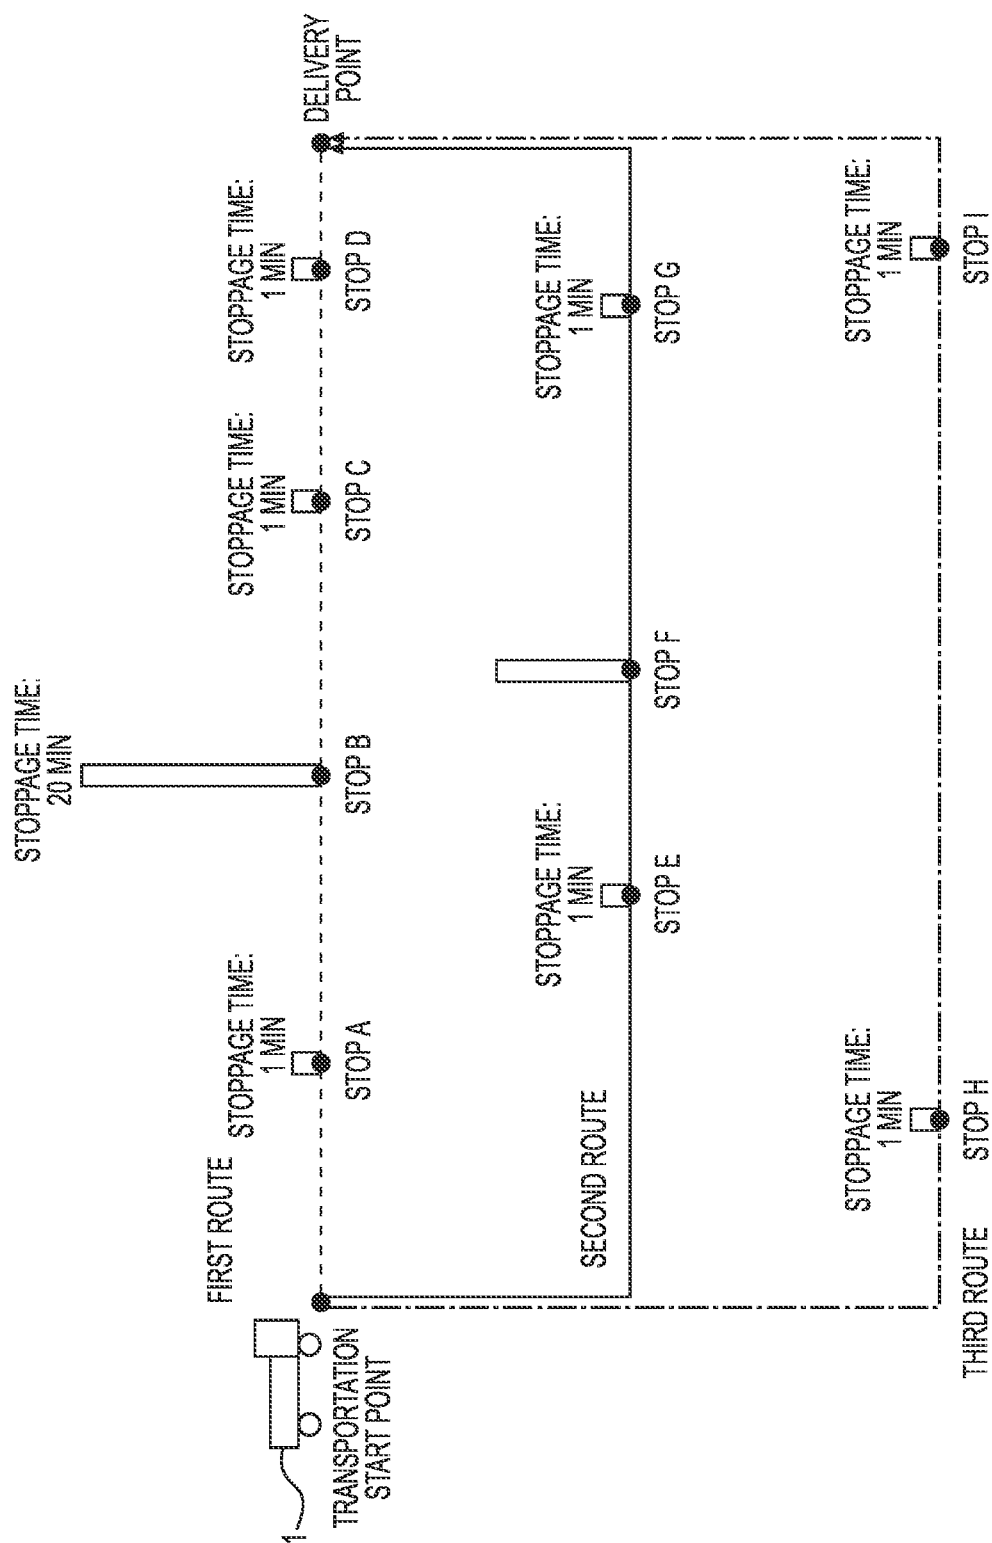 STOPPAGE TIME:
20 MIN
FIRST ROUTE
STOPPAGE TIME:
1 MIN
STOPPAGE TIME:
1 MIN
STOPPAGE TIME:
1 MIN
DELIVERY
POINT
1
TRANSPORTATION
START POINT
STOP A
STOP B
STOP C
STOP D
SECOND ROUTE
STOPPAGE TIME:
1 MIN
STOPPAGE TIME:
1 MIN
STOP E
STOP F
STOP G
STOPPAGE TIME:
1 MIN
STOPPAGE TIME:
1 MIN
THIRD ROUTE
STOP H
STOP I